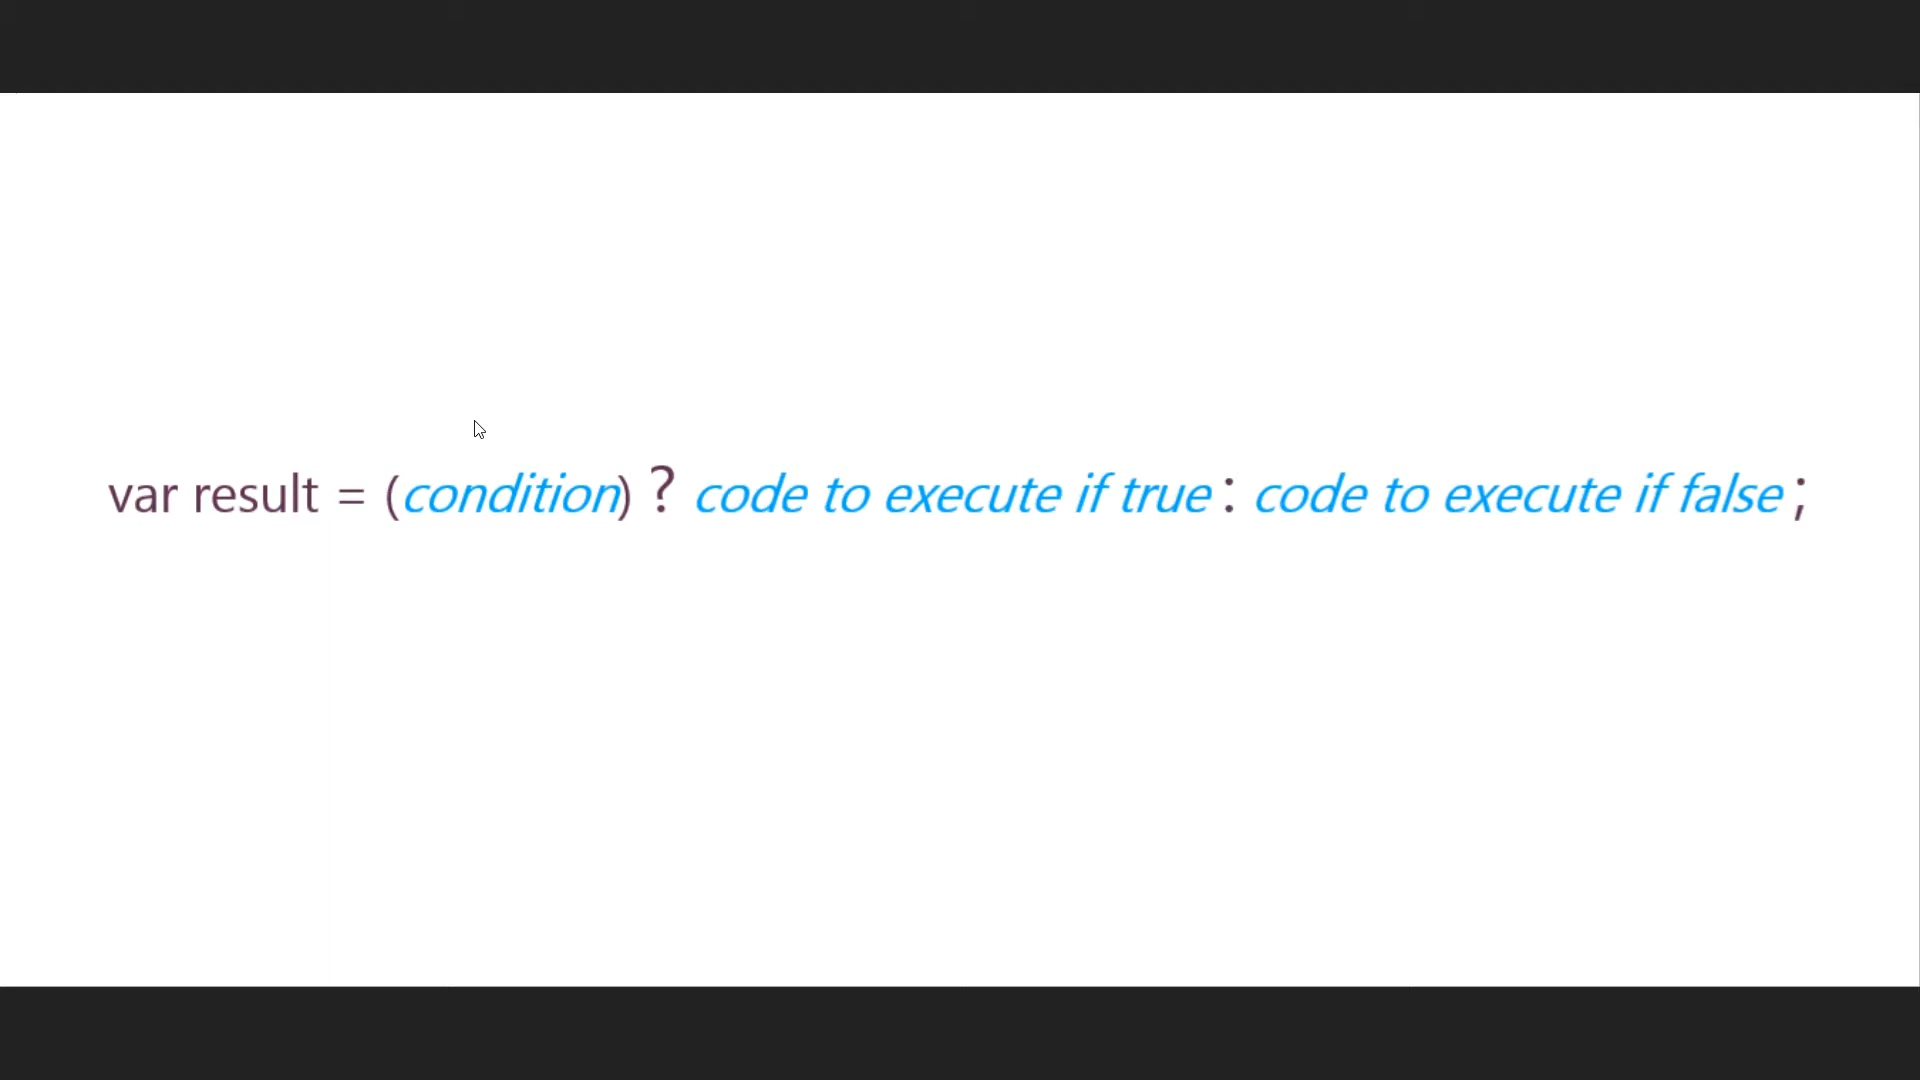 var result = (condition) ? code to execute if true : code to execute if false ;